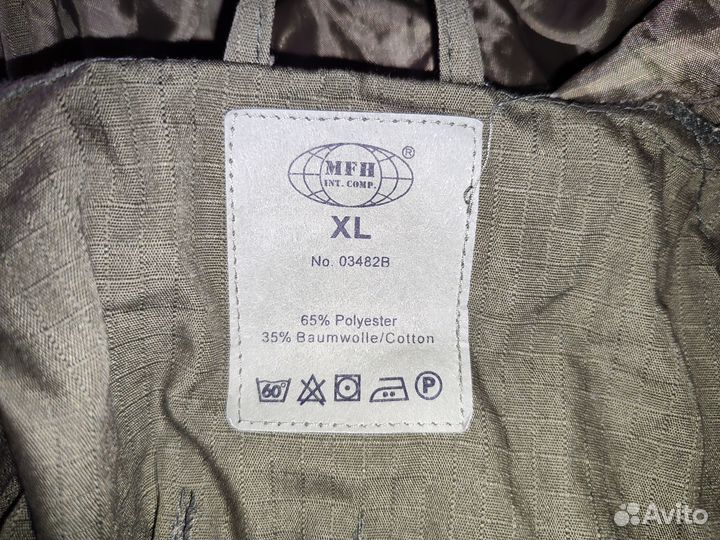 MFH ®
INT. COMP.
XL
No. 03482B
65% Polyester
35% Baumwolle/Cotton
60° P
Avito